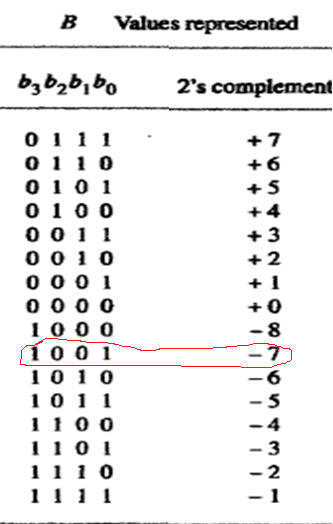 B Values represented
b₃b₂b₁b₀ 2's complement
0 1 1 1 +7
0 1 1 0 +6
0 1 0 1 +5
0 1 0 0 +4
0 0 1 1 +3
0 0 1 0 +2
0 0 0 1 +1
0 0 0 0 +0
1 0 0 0 -8
1 0 0 1 -7
1 0 1 0 -6
1 0 1 1 -5
1 1 0 0 -4
1 1 0 1 -3
1 1 1 0 -2
1 1 1 1 -1